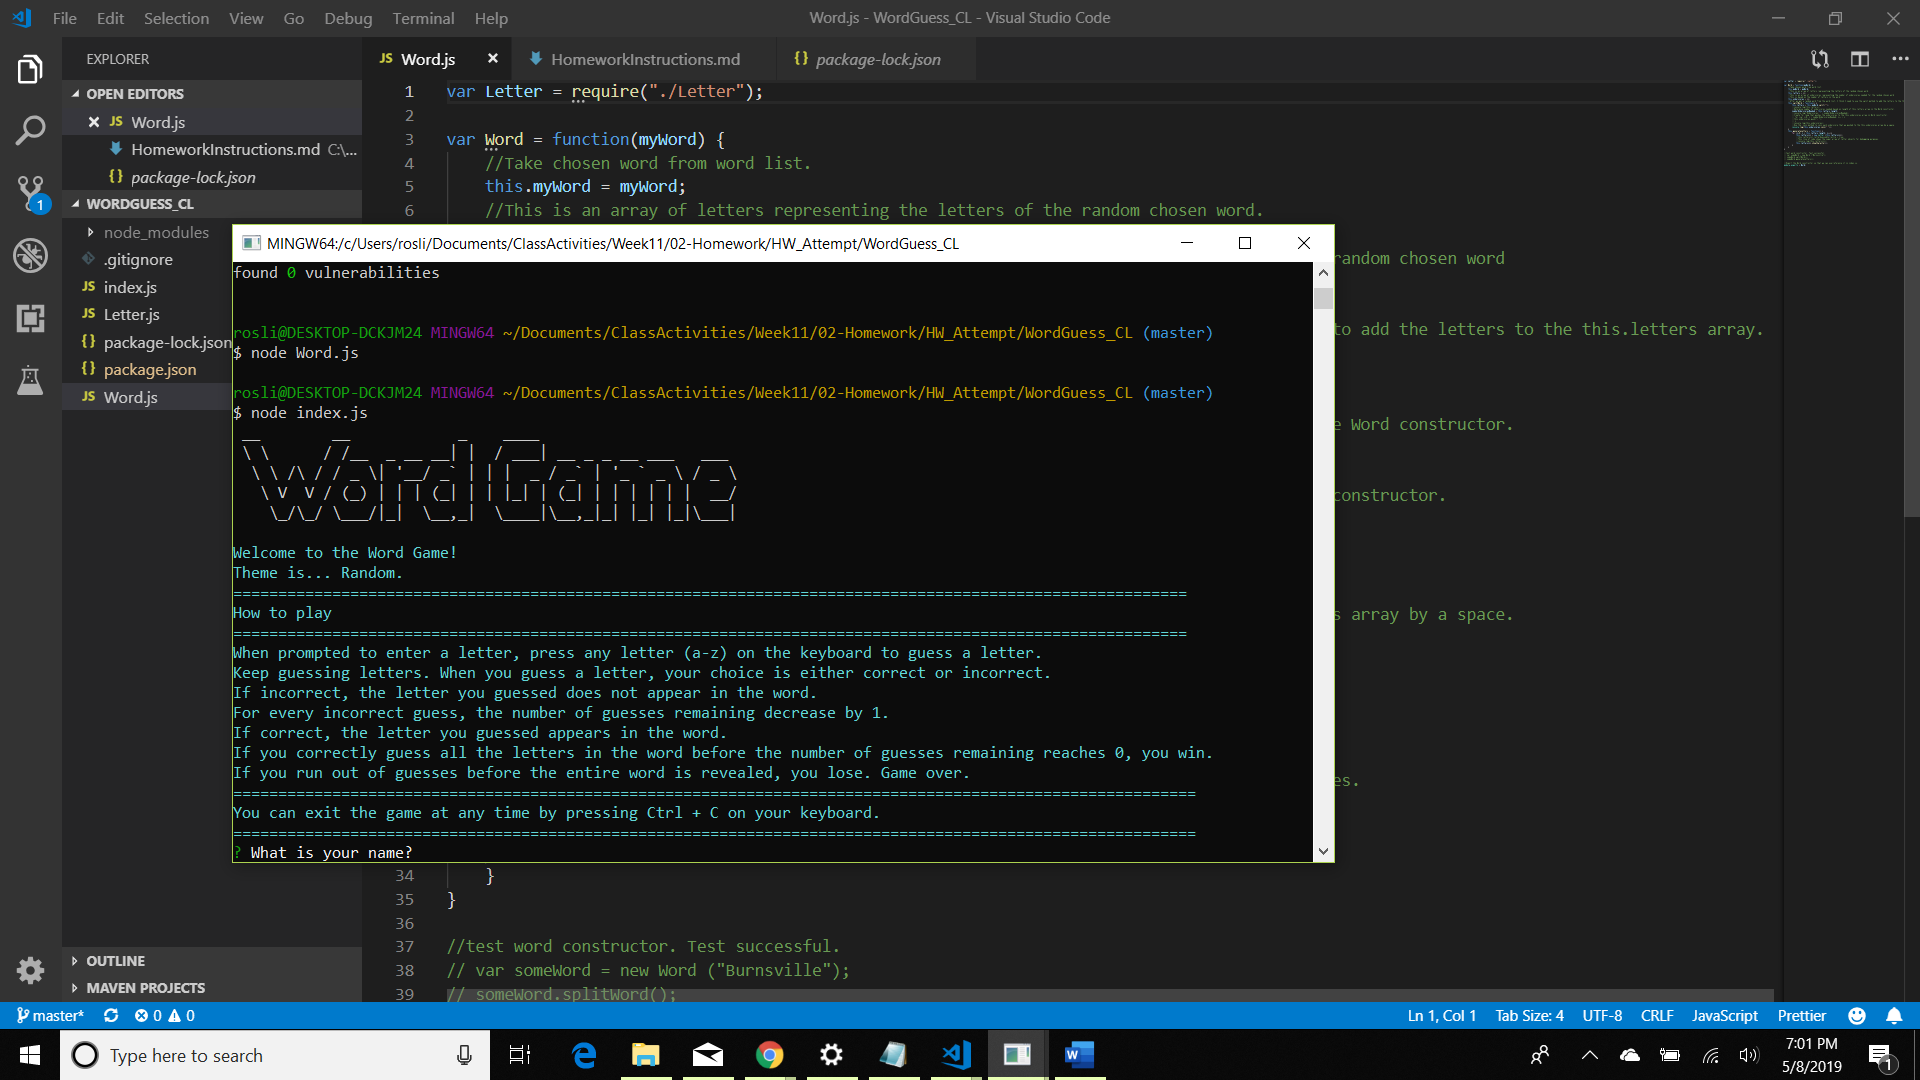 File Edit Selection View Go Debug Terminal Help
Word.js - WordGuess_CL - Visual Studio Code
EXPLORER
OPEN EDITORS
JS Word.js
HomeworkInstructions.md C:\...
{} package-lock.json
WORDGUESS_CL
node_modules
.gitignore
JS index.js
JS Letter.js
{} package-lock.json
{} package.json
JS Word.js
OUTLINE
MAVEN PROJECTS
1
JS Word.js HomeworkInstructions.md {} package-lock.json
1 var Letter = require("./Letter");
2
3 var Word = function(myWord) {
4 //Take chosen word from word list.
5 this.myWord = myWord;
6 //This is an array of letters representing the letters of the random chosen word.
random chosen word
to add the letters to the this.letters array.
e Word constructor.
constructor.
s array by a space.
es.
34 }
35 }
36
37 //test word constructor. Test successful.
38 // var someWord = new Word ("Burnsville");
39 // someWord.splitWord();
MINGW64:/c/Users/rosli/Documents/ClassActivities/Week11/02-Homework/HW_Attempt/WordGuess_CL
found 0 vulnerabilities
rosli@DESKTOP-DCKJM24 MINGW64 ~/Documents/ClassActivities/Week11/02-Homework/HW_Attempt/WordGuess_CL (master)
$ node Word.js
rosli@DESKTOP-DCKJM24 MINGW64 ~/Documents/ClassActivities/Week11/02-Homework/HW_Attempt/WordGuess_CL (master)
$ node index.js
Word Game
Welcome to the Word Game!
Theme is... Random.
How to play
When prompted to enter a letter, press any letter (a-z) on the keyboard to guess a letter.
Keep guessing letters. When you guess a letter, your choice is either correct or incorrect.
If incorrect, the letter you guessed does not appear in the word.
For every incorrect guess, the number of guesses remaining decrease by 1.
If correct, the letter you guessed appears in the word.
If you correctly guess all the letters in the word before the number of guesses remaining reaches 0, you win.
If you run out of guesses before the entire word is revealed, you lose. Game over.
You can exit the game at any time by pressing Ctrl + C on your keyboard.
? What is your name?
master* 0 0
Ln 1, Col 1 Tab Size: 4 UTF-8 CRLF JavaScript Prettier
Type here to search
7:01 PM
5/8/2019
1